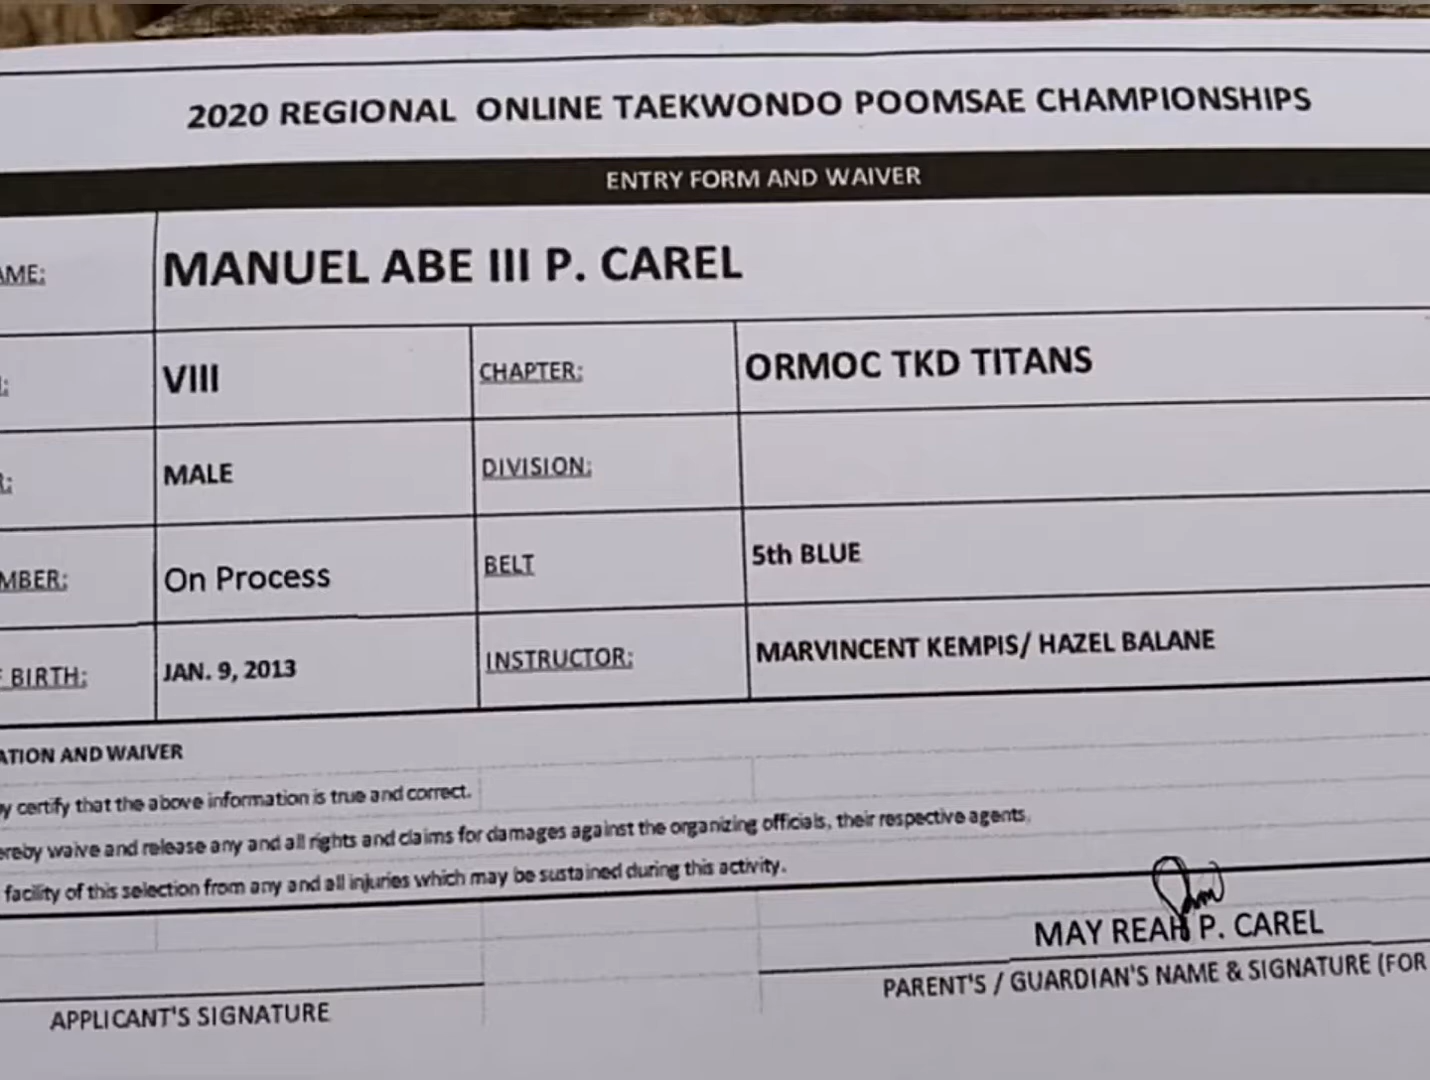 2020 REGIONAL ONLINE TAEKWONDO POOMSAE CHAMPIONSHIPS
ENTRY FORM AND WAIVER
AME: MANUEL ABE III P. CAREL
: VIII CHAPTER: ORMOC TKD TITANS
R: MALE DIVISION:
MBER: On Process BELT 5th BLUE
F BIRTH: JAN. 9, 2013 INSTRUCTOR: MARVINCENT KEMPIS/ HAZEL BALANE
ATION AND WAIVER
y certify that the above information is true and correct.
ereby waive and release any and all rights and claims for damages against the organizing officials, their respective agents,
facility of this selection from any and all injuries which may be sustained during this activity.
MAY REAH P. CAREL
APPLICANT'S SIGNATURE PARENT'S / GUARDIAN'S NAME & SIGNATURE (FOR